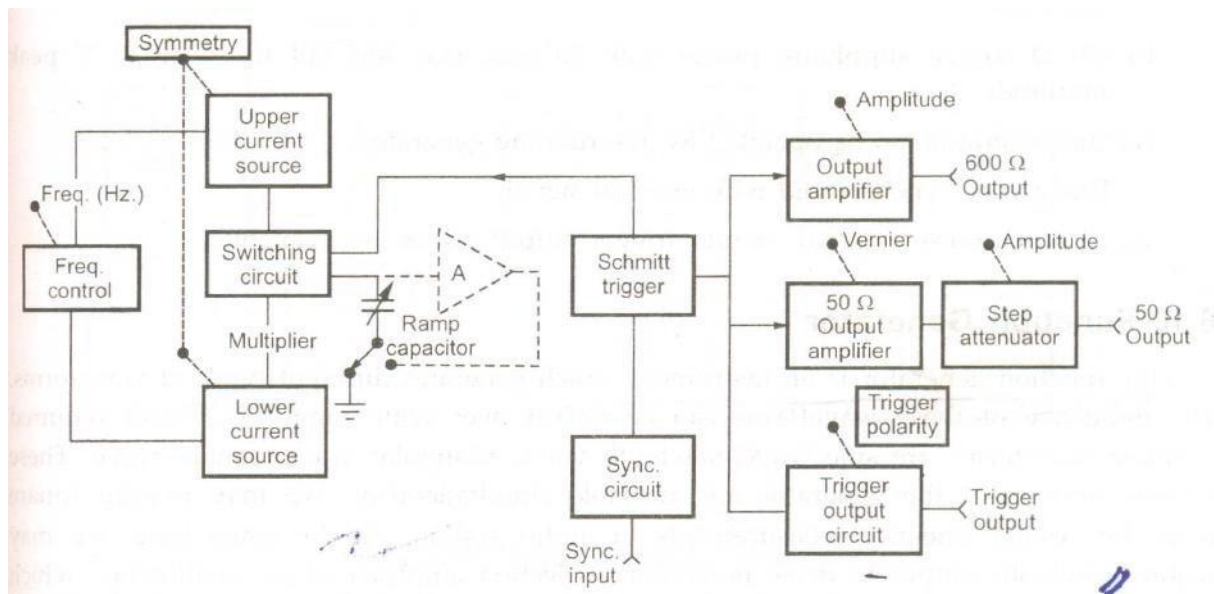 Symmetry
Upper
current
source
Freq. (Hz.)
Freq.
control
Switching
circuit
A
Multiplier
Ramp
capacitor
Lower
current
source
Schmitt
trigger
Sync.
circuit
Sync.
input
Amplitude
Output
amplifier
600 Ω
Output
Vernier
50 Ω
Output
amplifier
Amplitude
Step
attenuator
50 Ω
Output
Trigger
polarity
Trigger
output
circuit
Trigger
output